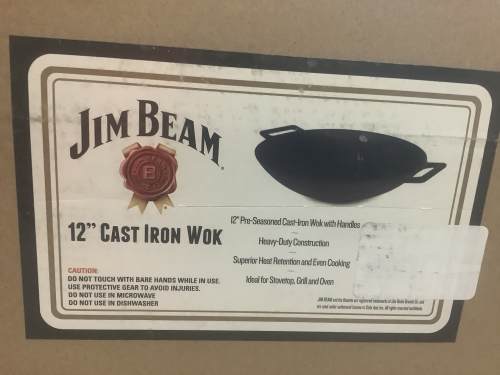 JIM BEAM
12" CAST IRON WOK
12" Pre-Seasoned Cast-Iron Wok with Handles
Heavy-Duty Construction
Superior Heat Retention and Even Cooking
Ideal for Stovetop, Grill and Oven
CAUTION:
DO NOT TOUCH WITH BARE HANDS WHILE IN USE.
USE PROTECTIVE GEAR TO AVOID INJURIES.
DO NOT USE IN MICROWAVE
DO NOT USE IN DISHWASHER